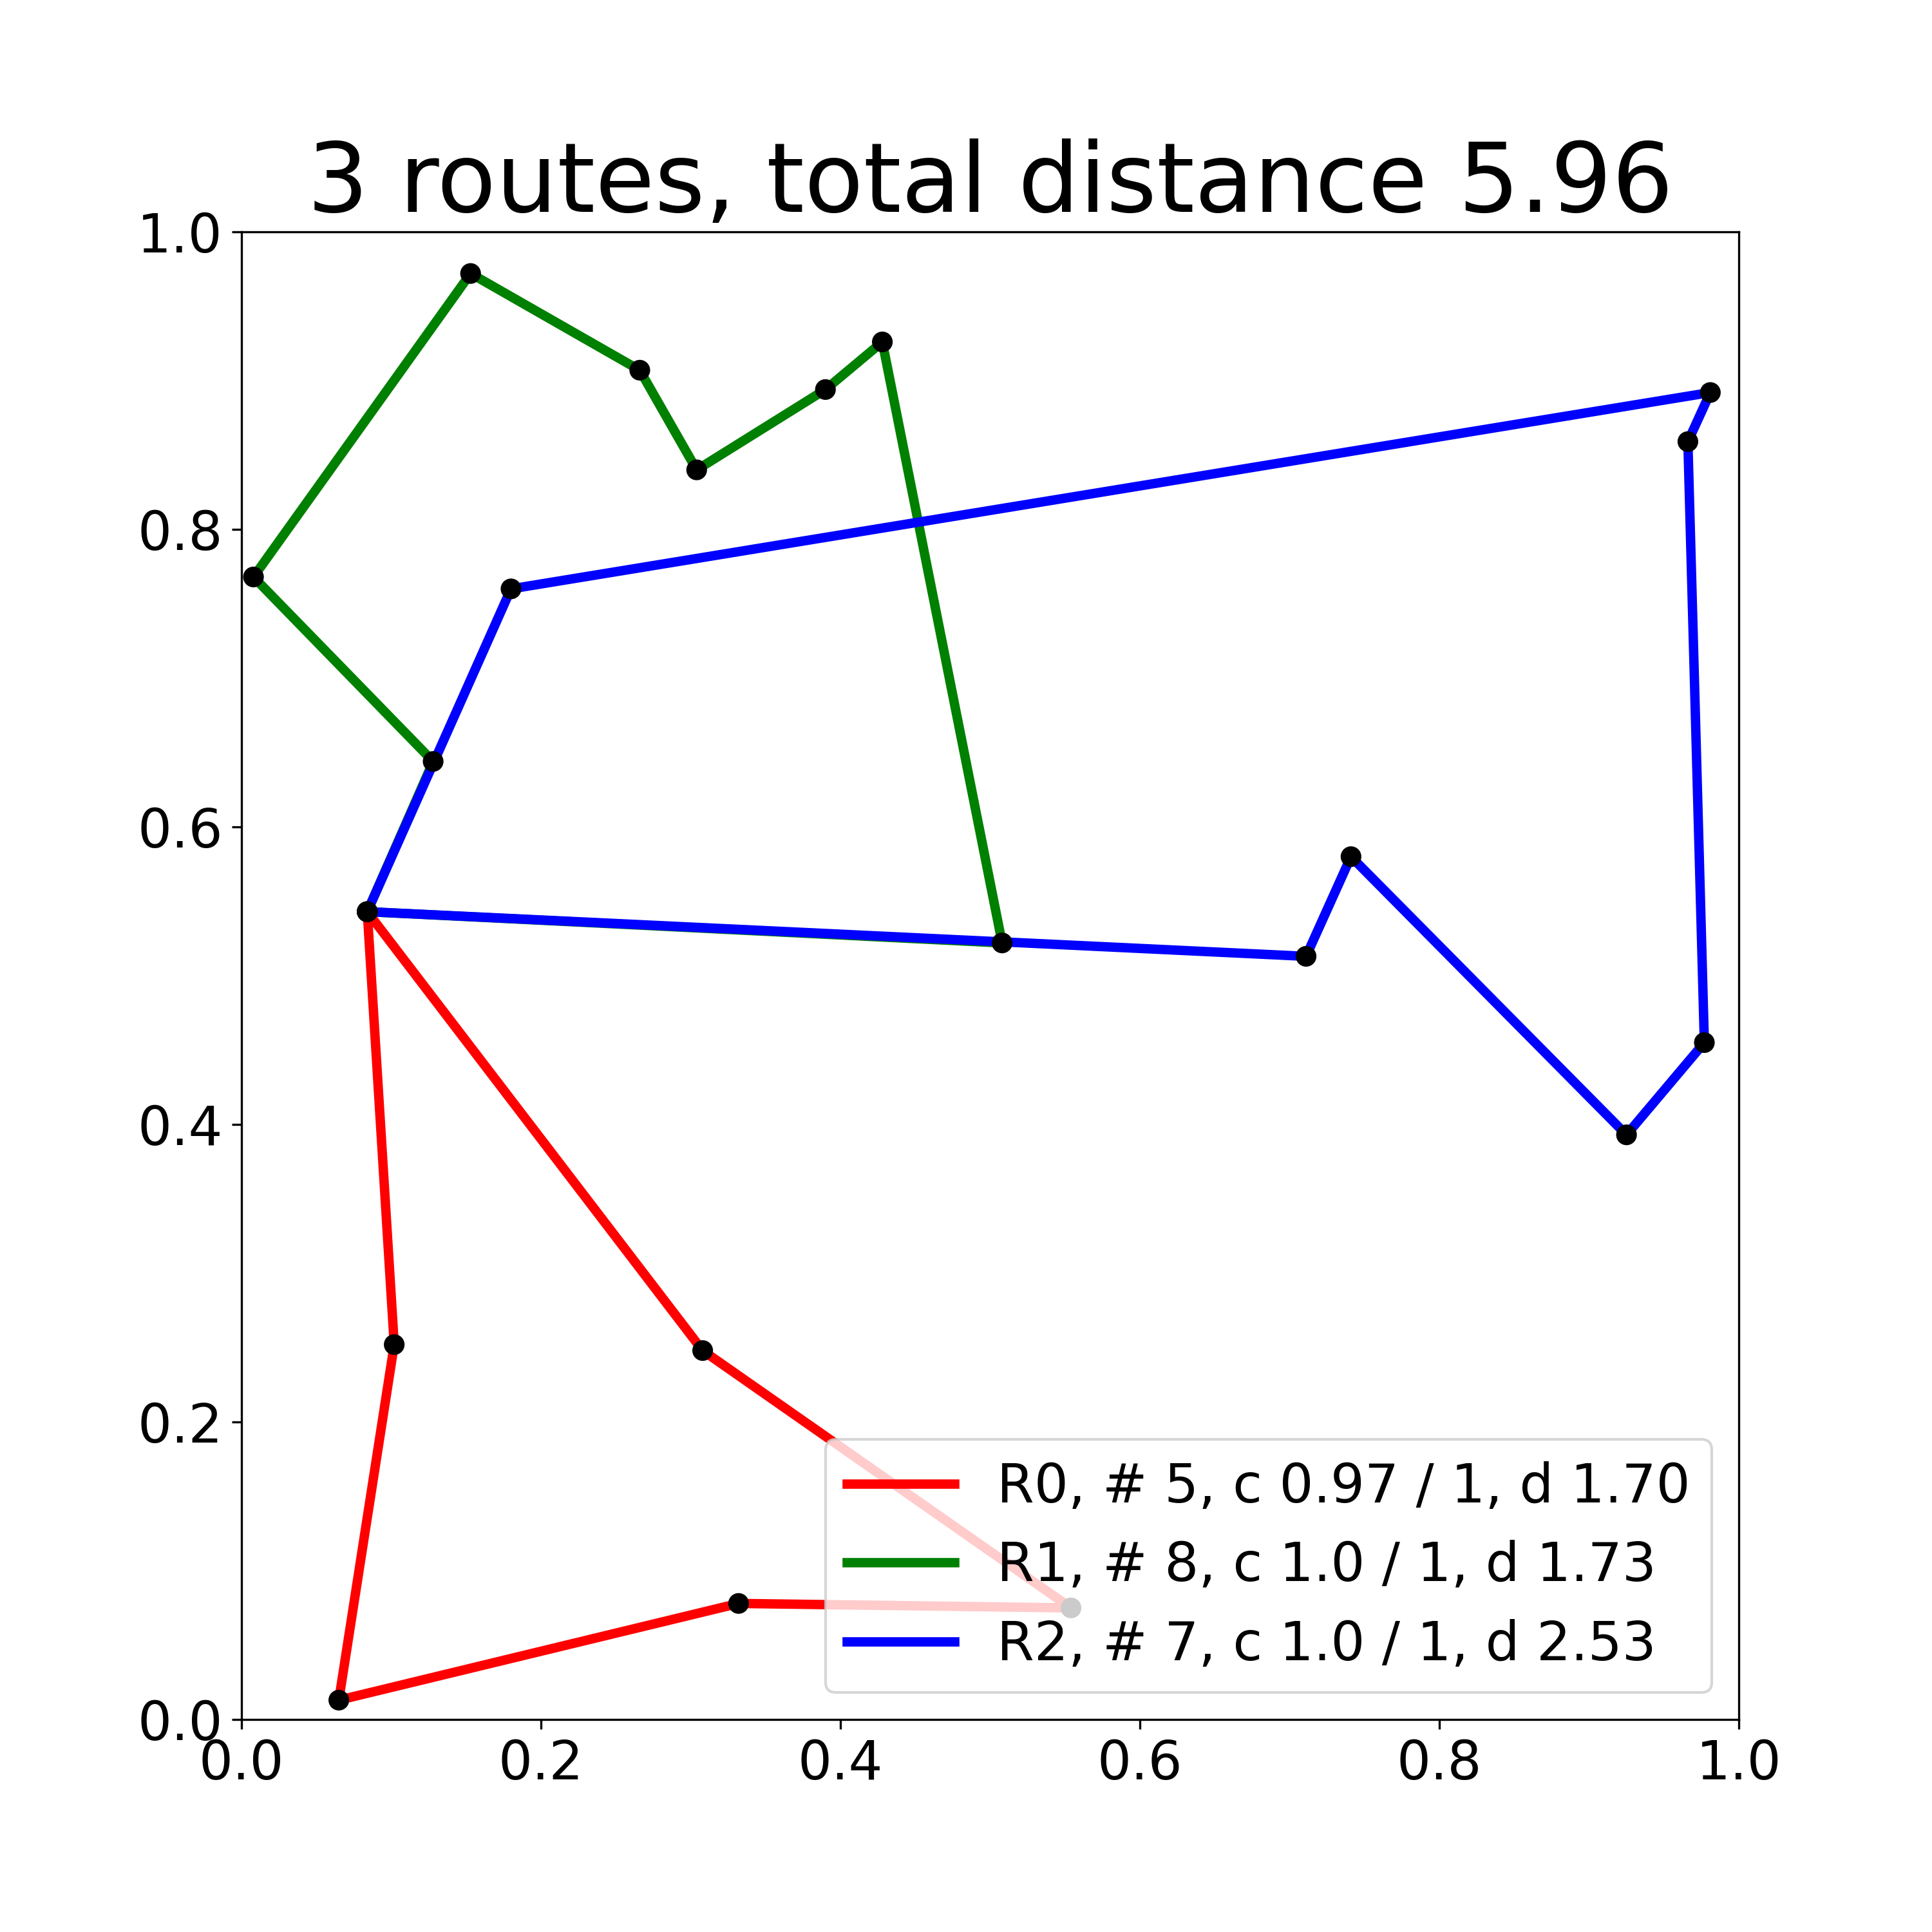 3 routes, total distance 5.96
1.0
0.8
0.6
0.4
0.2
0.0
R0, # 5, c 0.97 / 1, d 1.70
R1, # 8, c 1.0 / 1, d 1.73
R2, # 7, c 1.0 / 1, d 2.53
0.0 0.2 0.4 0.6 0.8 1.0